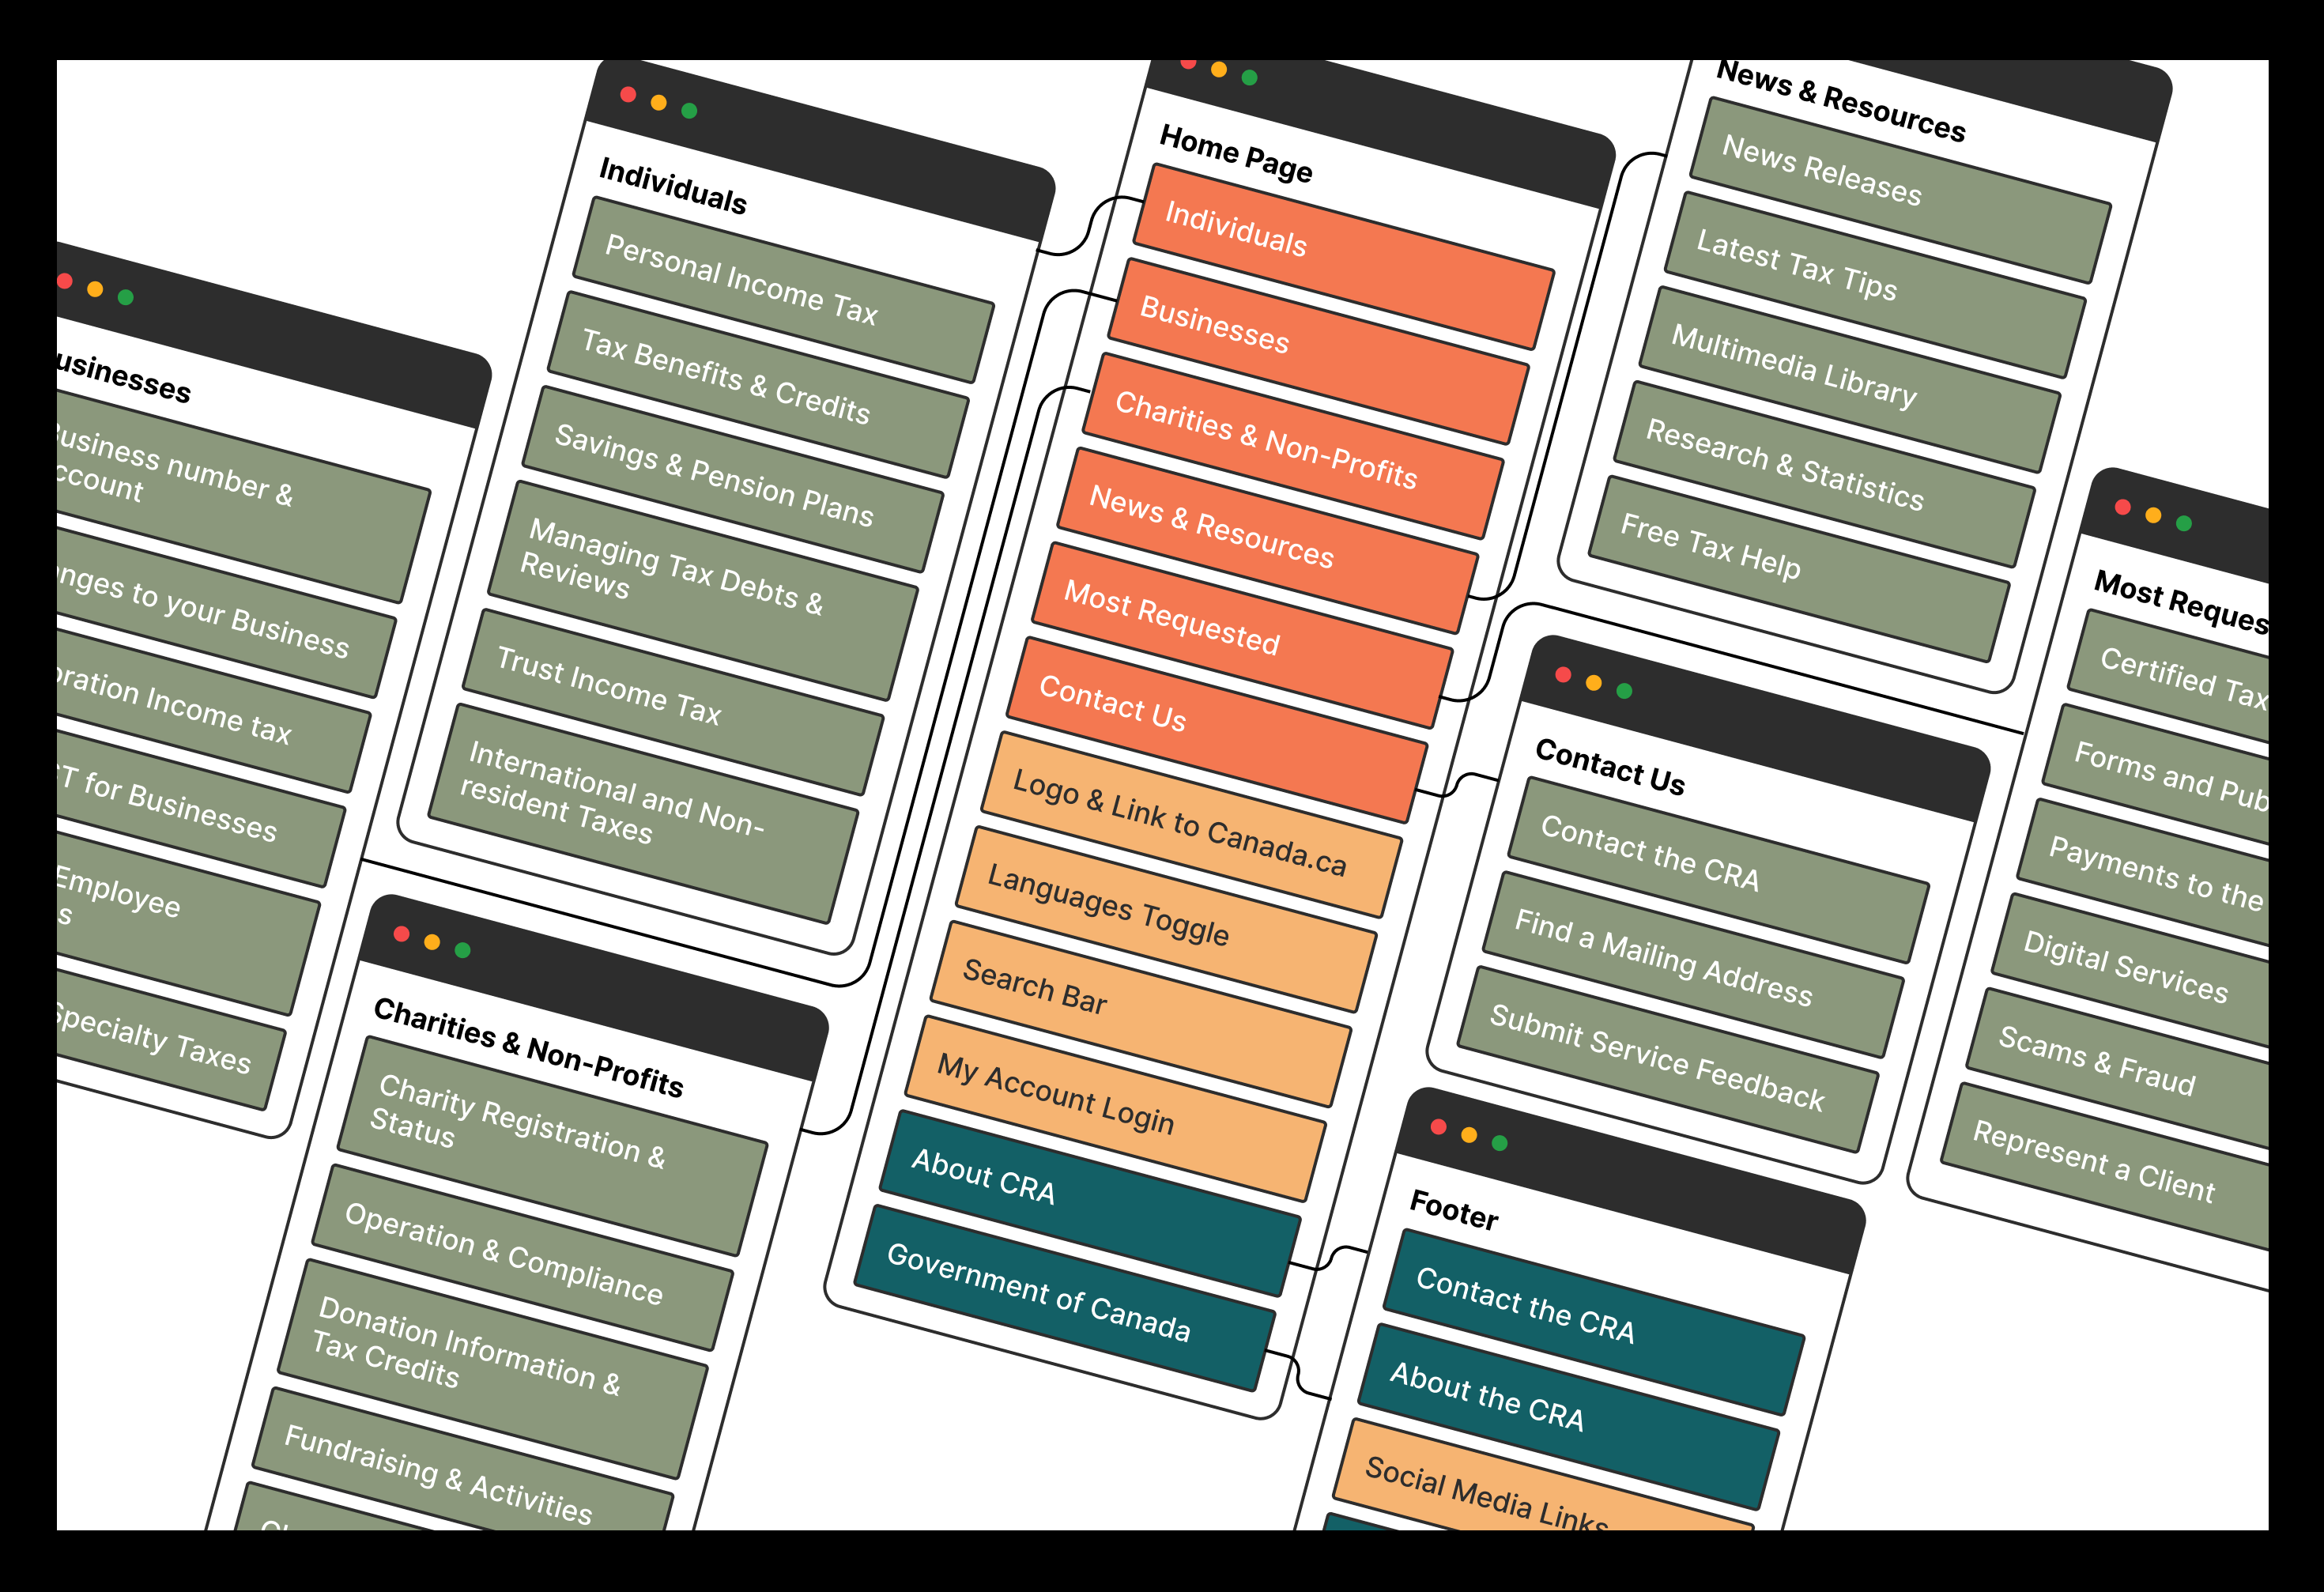 usinesses
usiness number &
ccount
nges to your Business
ration Income tax
T for Businesses
Employee
s
Specialty Taxes
Individuals
Personal Income Tax
Tax Benefits & Credits
Savings & Pension Plans
Managing Tax Debts &
Reviews
Trust Income Tax
International and Non-
resident Taxes
Charities & Non-Profits
Charity Registration &
Status
Operation & Compliance
Donation Information &
Tax Credits
Fundraising & Activities
Home Page
Individuals
Businesses
Charities & Non-Profits
News & Resources
Most Requested
Contact Us
Logo & Link to Canada.ca
Languages Toggle
Search Bar
My Account Login
About CRA
Government of Canada
News & Resources
News Releases
Latest Tax Tips
Multimedia Library
Research & Statistics
Free Tax Help
Contact Us
Contact the CRA
Find a Mailing Address
Submit Service Feedback
Footer
Contact the CRA
About the CRA
Social Media Links
Most Reques
Certified Tax
Forms and Pub
Payments to the
Digital Services
Scams & Fraud
Represent a Client